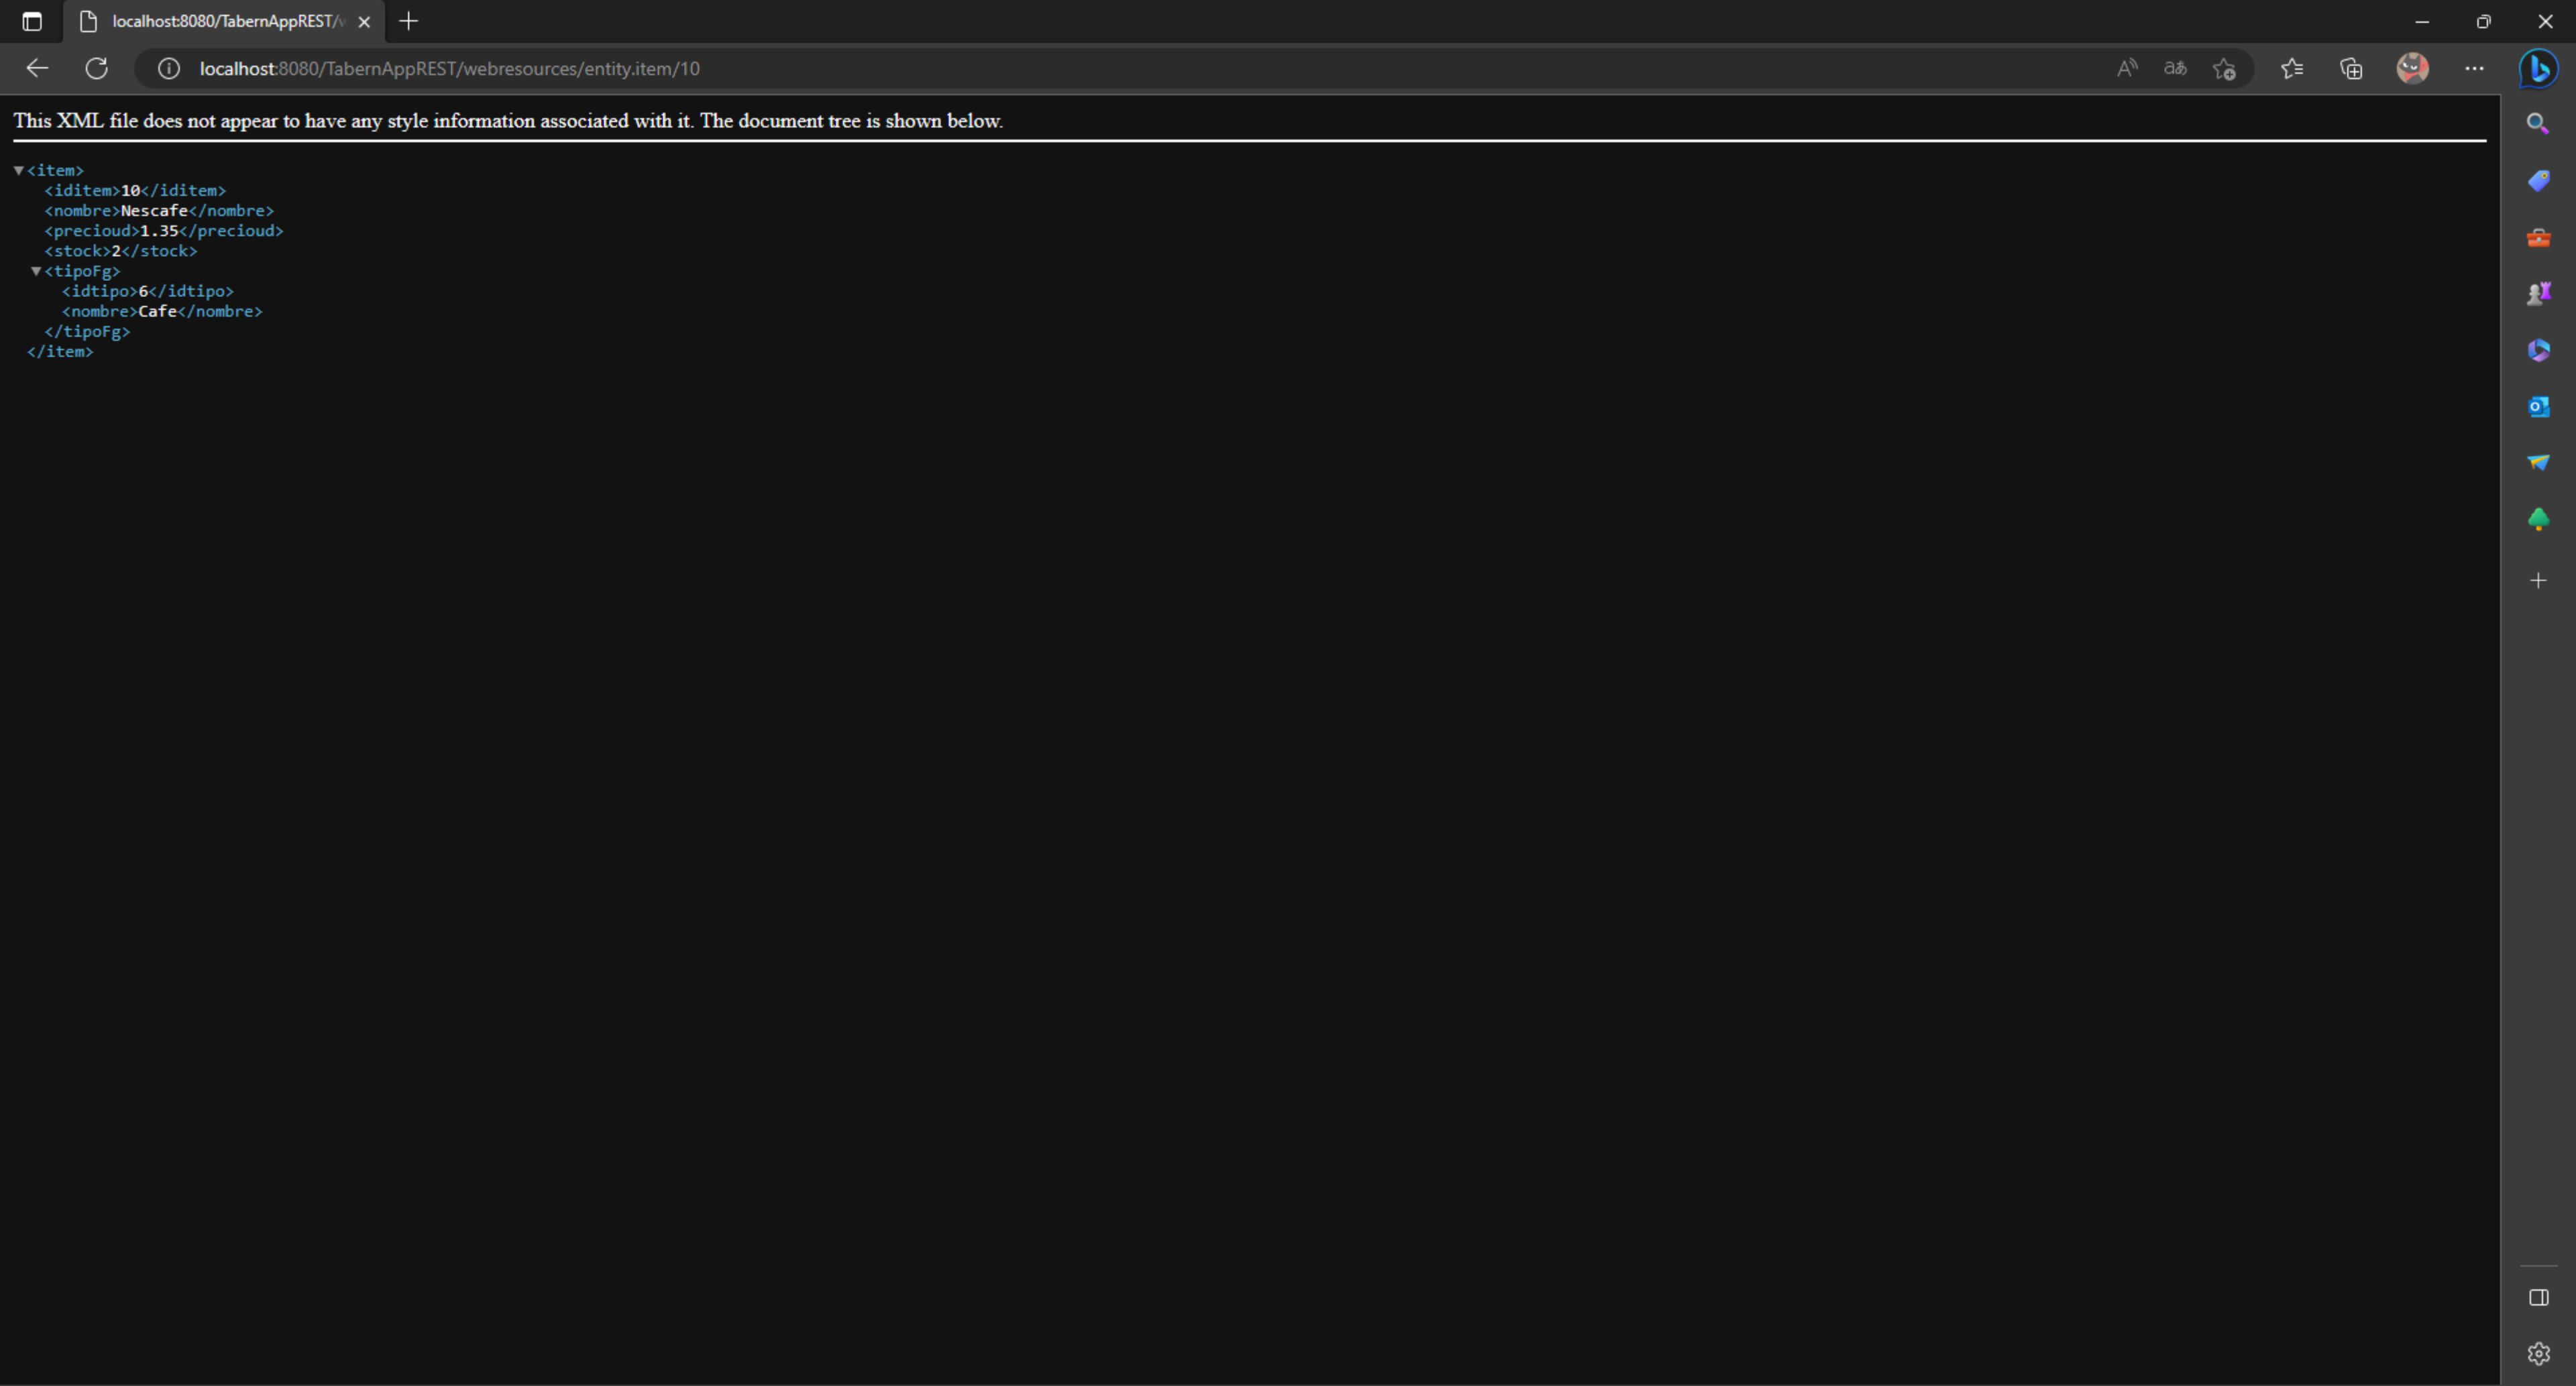 localhost:8080/TabernAppREST/
localhost:8080/TabernAppREST/webresources/entity.item/10
This XML file does not appear to have any style information associated with it. The document tree is shown below.
▼<item>
<iditem>10</iditem>
<nombre>Nescafe</nombre>
<precioud>1.35</precioud>
<stock>2</stock>
▼<tipoFg>
<idtipo>6</idtipo>
<nombre>Cafe</nombre>
</tipoFg>
</item>